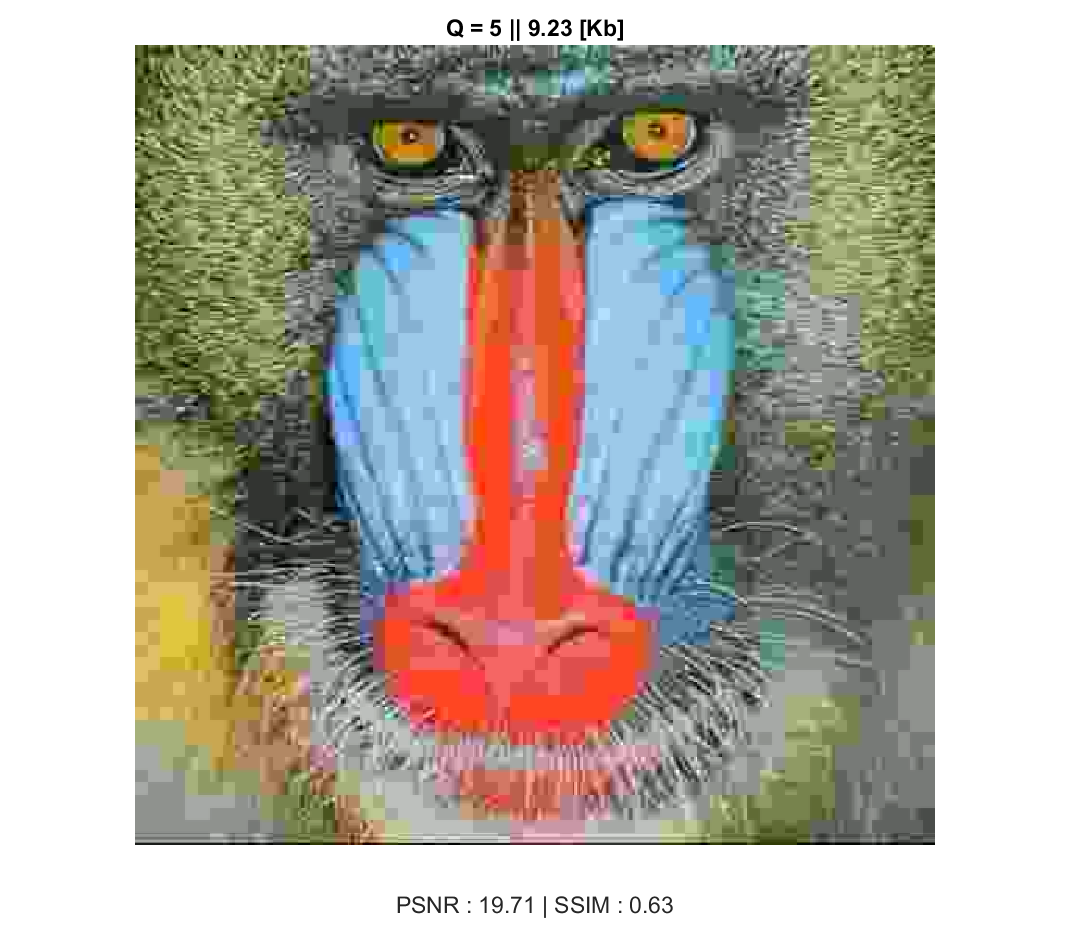 Q = 5 || 9.23 [Kb]
PSNR : 19.71 | SSIM : 0.63